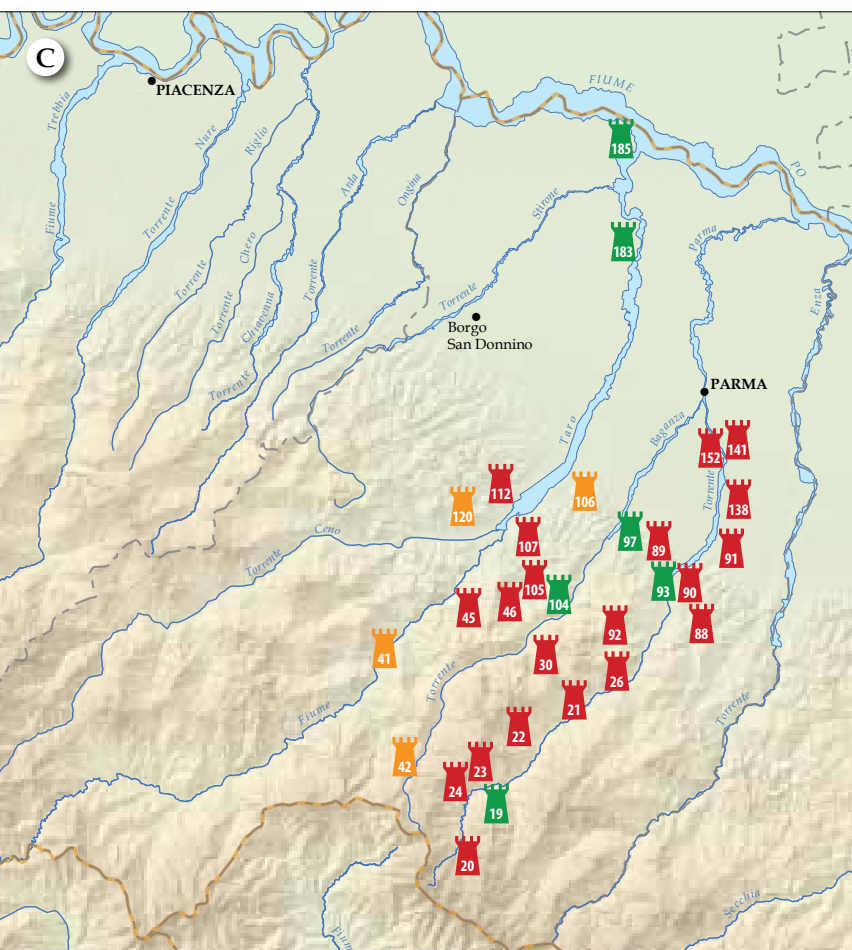 C
PIACENZA
FIUME
PO
Trebbia
Fiume
Nure
Torrente
Riglio
Torrente
Chero
Torrente
Chiavenna
Torrente
Arda
Torrente
Ongina
Torrente
Stirone
Torrente
Borgo
San Donnino
Taro
Parma
Enza
PARMA
Baganza
Torrente
Ceno
Torrente
Fiume
Torrente
Torrente
Secchia
Fium
185
183
152
141
138
112
120
106
107
97
89
91
105
104
93
90
45
46
92
88
41
30
26
21
22
42
23
24
19
20